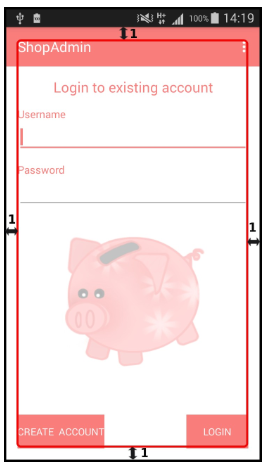 100% 14:19
1
ShopAdmin
Login to existing account
Username
Password
1
1
CREATE ACCOUNT
LOGIN
1